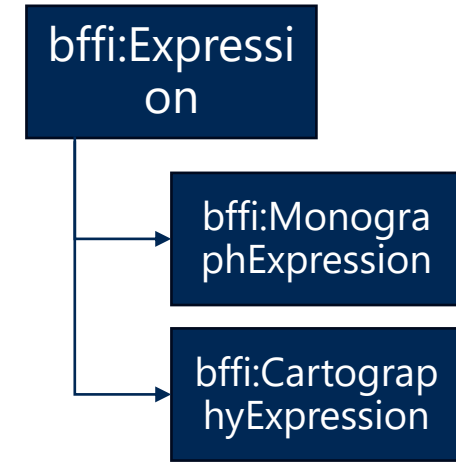 bffi:Expressi
on
bffi:Monogra
phExpression
bffi:Cartograp
hyExpression